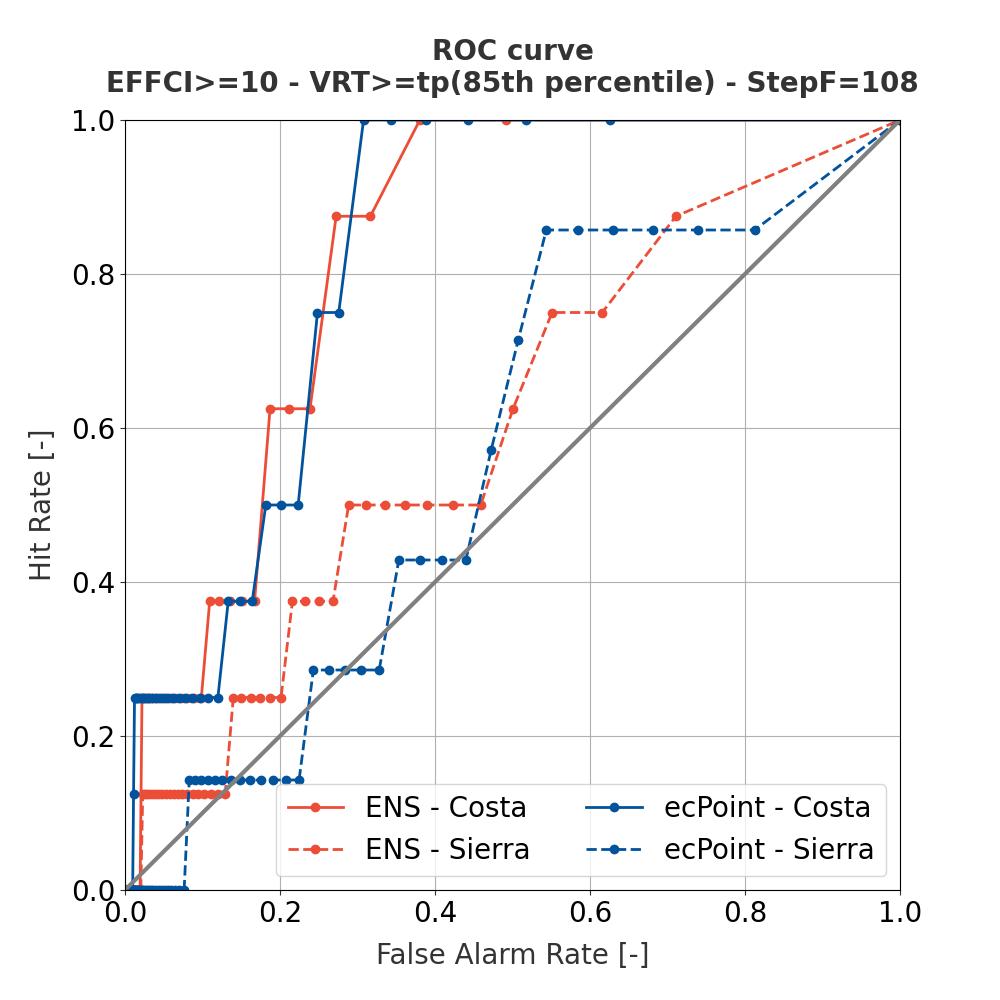 ROC curve
EFFCI>=10 - VRT>=tp(85th percentile) - StepF=108
1.0
0.8
0.6
0.4
0.2
0.0
Hit Rate [-]
ENS - Costa
ENS - Sierra
ecPoint - Costa
ecPoint - Sierra
0.0 0.2 0.4 0.6 0.8 1.0
False Alarm Rate [-]